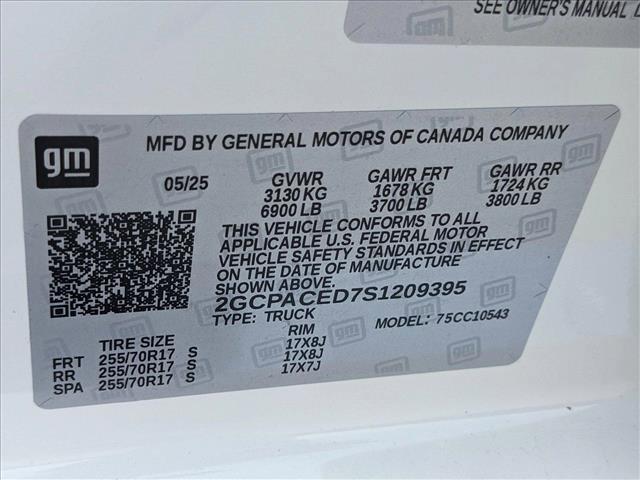 SEE OWNER'S MANUAL
gm
MFD BY GENERAL MOTORS OF CANADA COMPANY
05/25 GVWR GAWR FRT GAWR RR
3130 KG 1678 KG 1724 KG
6900 LB 3700 LB 3800 LB
THIS VEHICLE CONFORMS TO ALL
APPLICABLE U.S. FEDERAL MOTOR
VEHICLE SAFETY STANDARDS IN EFFECT
ON THE DATE OF MANUFACTURE
SHOWN ABOVE.
2GCPACED7S1209395
TYPE: TRUCK MODEL: 75CC10543
TIRE SIZE RIM
FRT 255/70R17 S 17X8J
RR 255/70R17 S 17X8J
SPA 255/70R17 S 17X7J